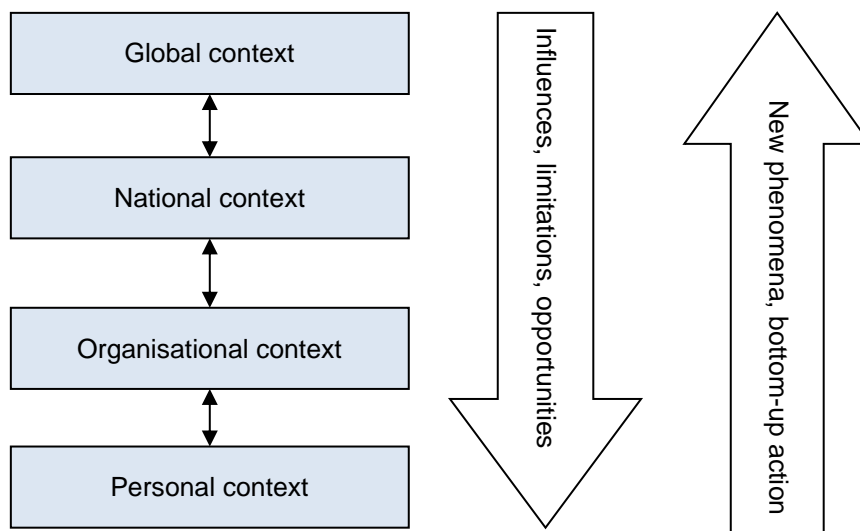 Global context
National context
Organisational context
Personal context
Influences, limitations, opportunities
New phenomena, bottom-up action